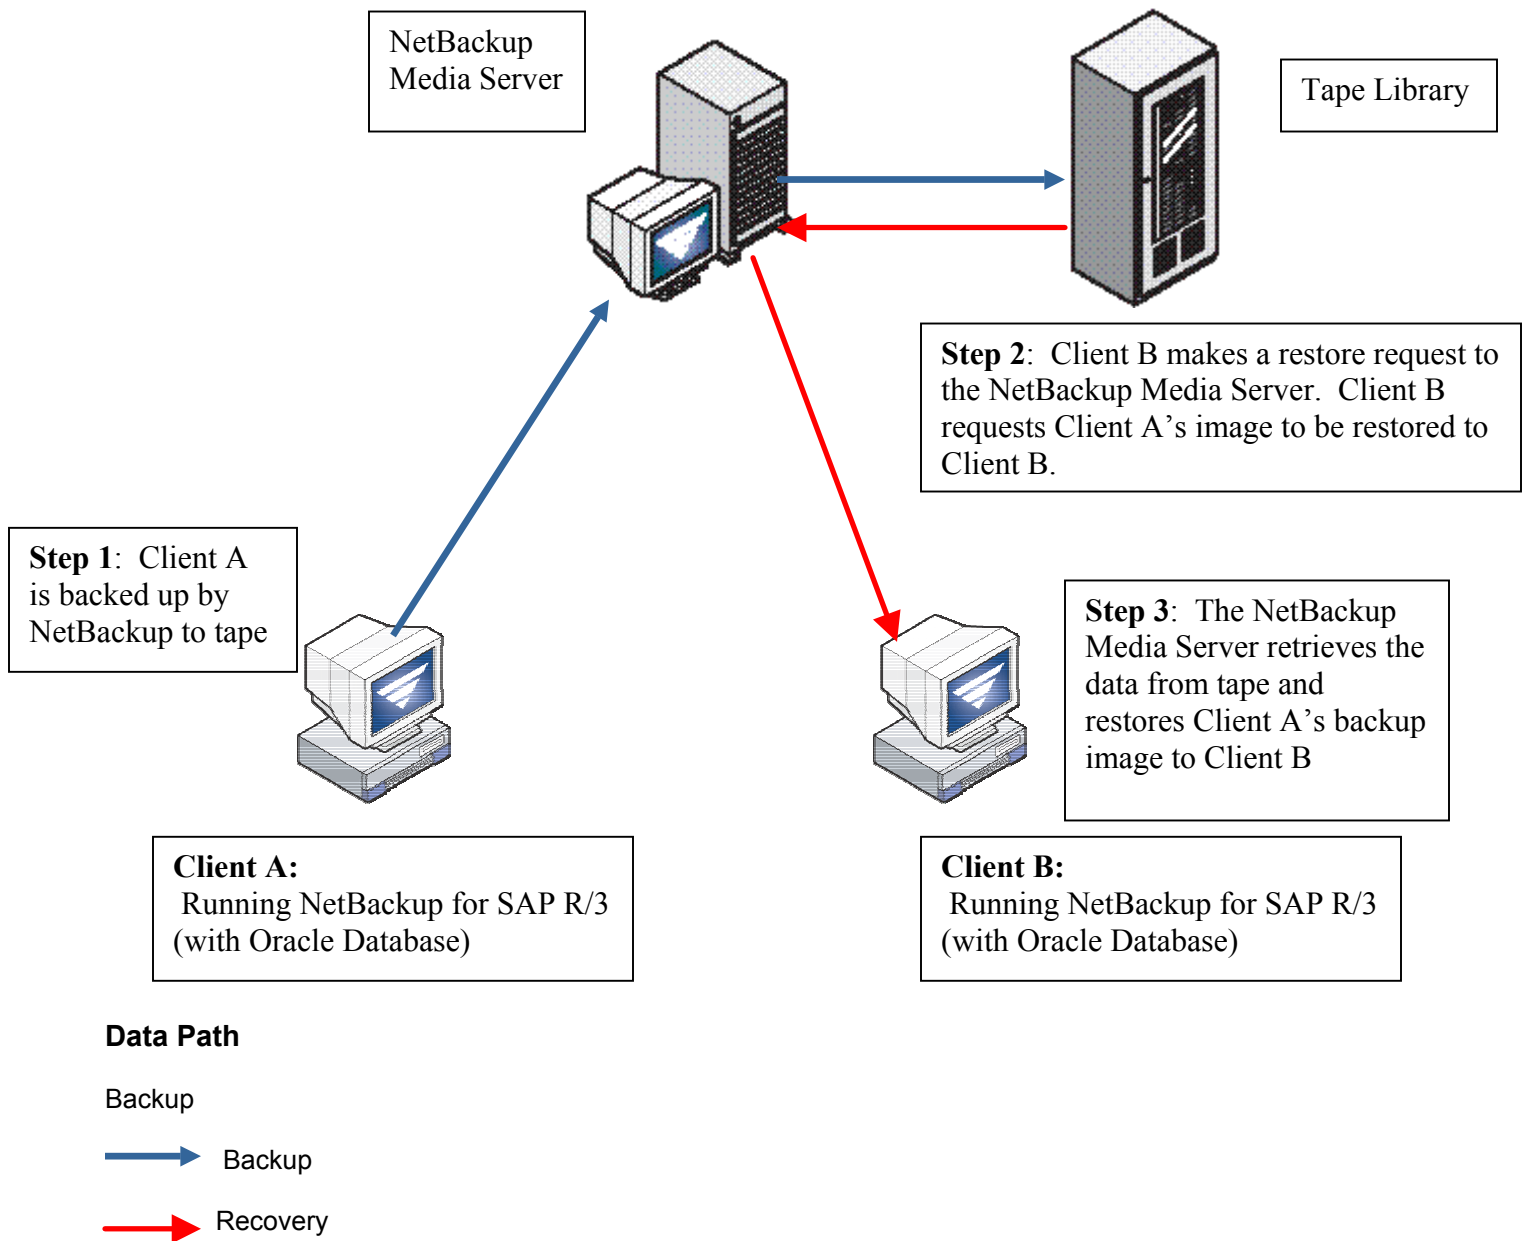 NetBackup
Media Server
Tape Library
Step 2: Client B makes a restore request to
the NetBackup Media Server. Client B
requests Client A’s image to be restored to
Client B.
Step 1: Client A
is backed up by
NetBackup to tape
Step 3: The NetBackup
Media Server retrieves the
data from tape and
restores Client A’s backup
image to Client B
Client A:
Running NetBackup for SAP R/3
(with Oracle Database)
Client B:
Running NetBackup for SAP R/3
(with Oracle Database)
Data Path
Backup
Backup
Recovery